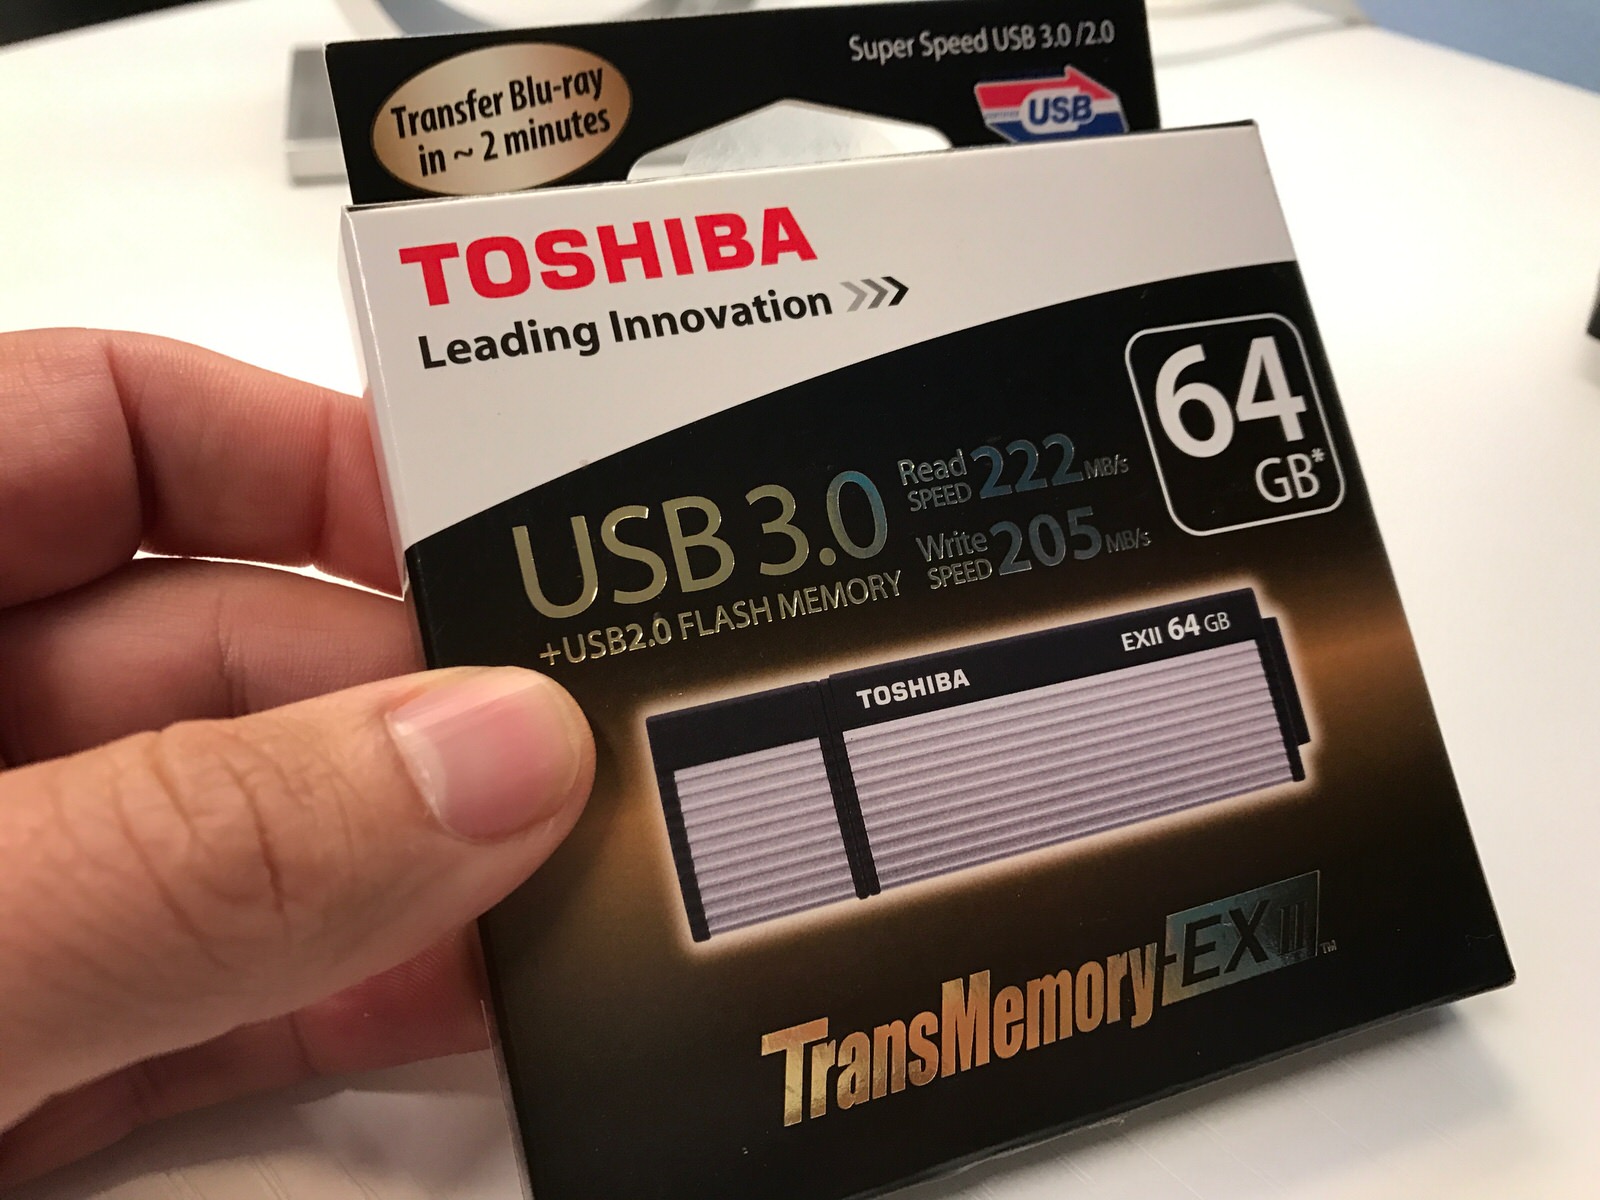 Super Speed USB 3.0 /2.0
Transfer Blu-ray
in ~ 2 minutes
USB
TOSHIBA
Leading Innovation >>>
64
GB*
USB 3.0
+USB2.0 FLASH MEMORY
Read
SPEED 222 MB/s
Write
SPEED 205 MB/s
TOSHIBA
EXII 64 GB
TransMemory-EX II™